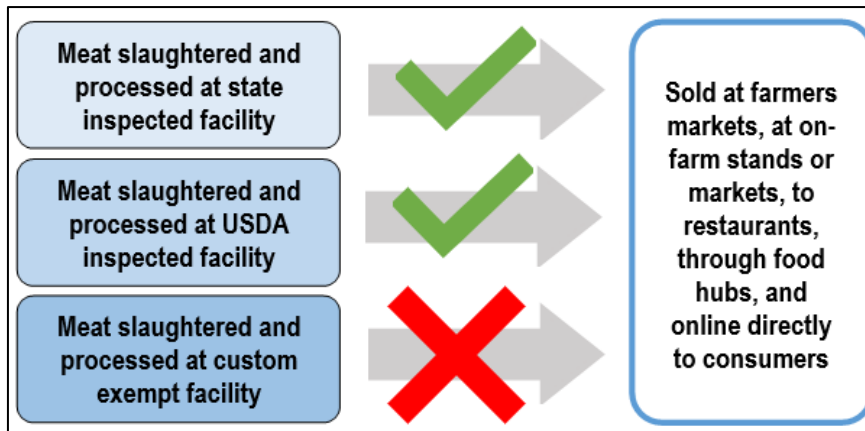 Meat slaughtered and
processed at state
inspected facility
Meat slaughtered and
processed at USDA
inspected facility
Meat slaughtered and
processed at custom
exempt facility
Sold at farmers
markets, at on-
farm stands or
markets, to
restaurants,
through food
hubs, and
online directly
to consumers